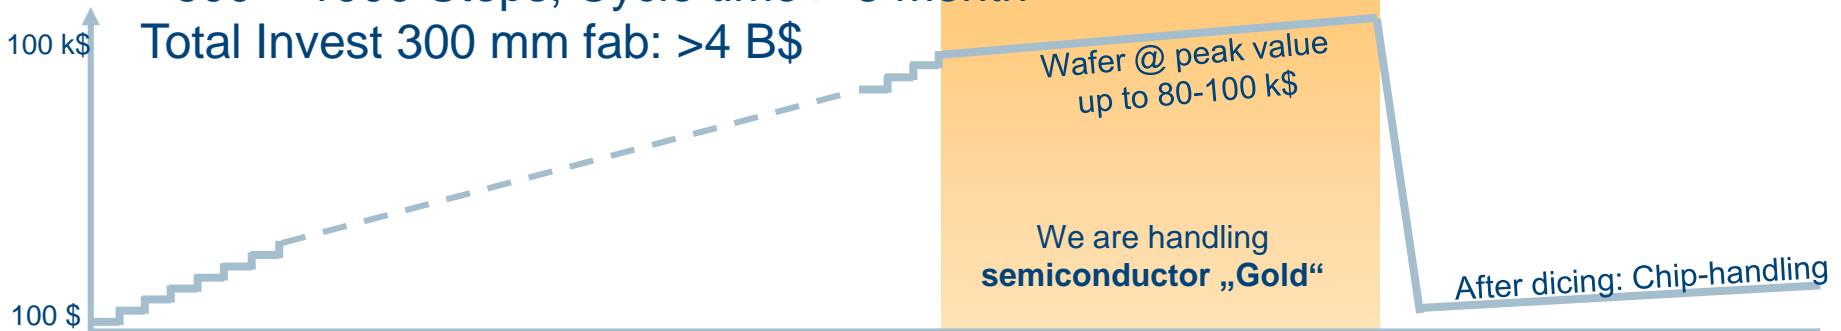 Total Invest 300 mm fab: >4 B$
100 k$
Wafer @ peak value
up to 80-100 k$
We are handling
semiconductor „Gold“
After dicing: Chip-handling
100 $